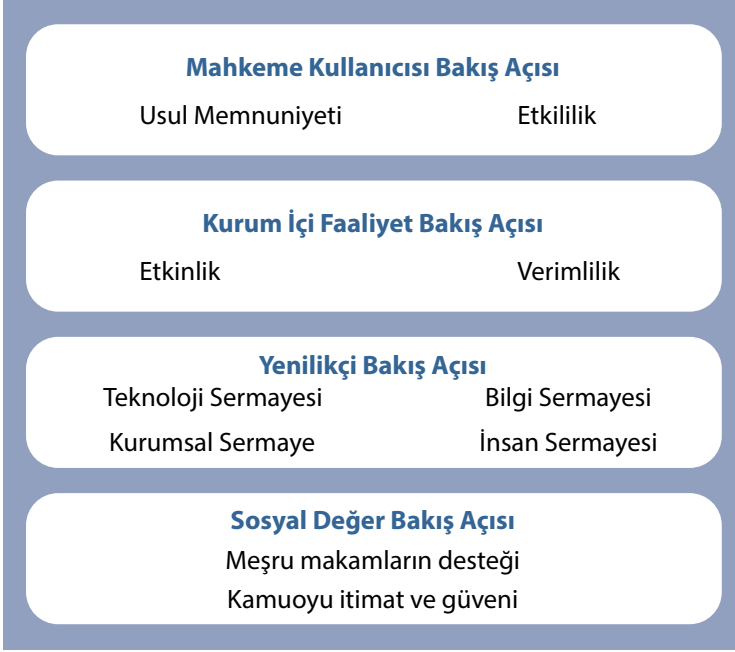 Mahkeme Kullanıcısı Bakış Açısı
Usul Memnuniyeti Etkililik
Kurum İçi Faaliyet Bakış Açısı
Etkinlik Verimlilik
Yenilikçi Bakış Açısı
Teknoloji Sermayesi Bilgi Sermayesi
Kurumsal Sermaye İnsan Sermayesi
Sosyal Değer Bakış Açısı
Meşru makamların desteği
Kamuoyu itimat ve güveni